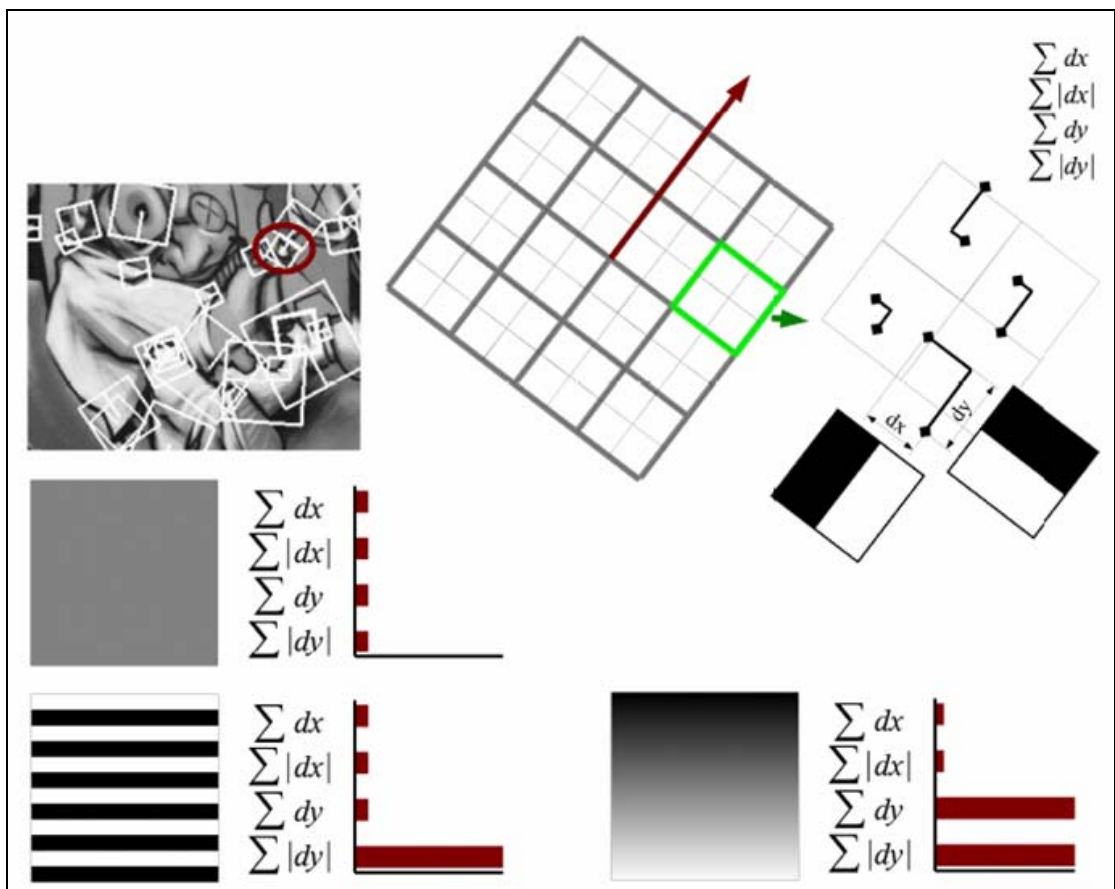 ∑ dx
∑ |dx|
∑ dy
∑ |dy|
dx
dy
∑ dx
∑ |dx|
∑ dy
∑ |dy|
∑ dx
∑ |dx|
∑ dy
∑ |dy|
∑ dx
∑ |dx|
∑ dy
∑ |dy|